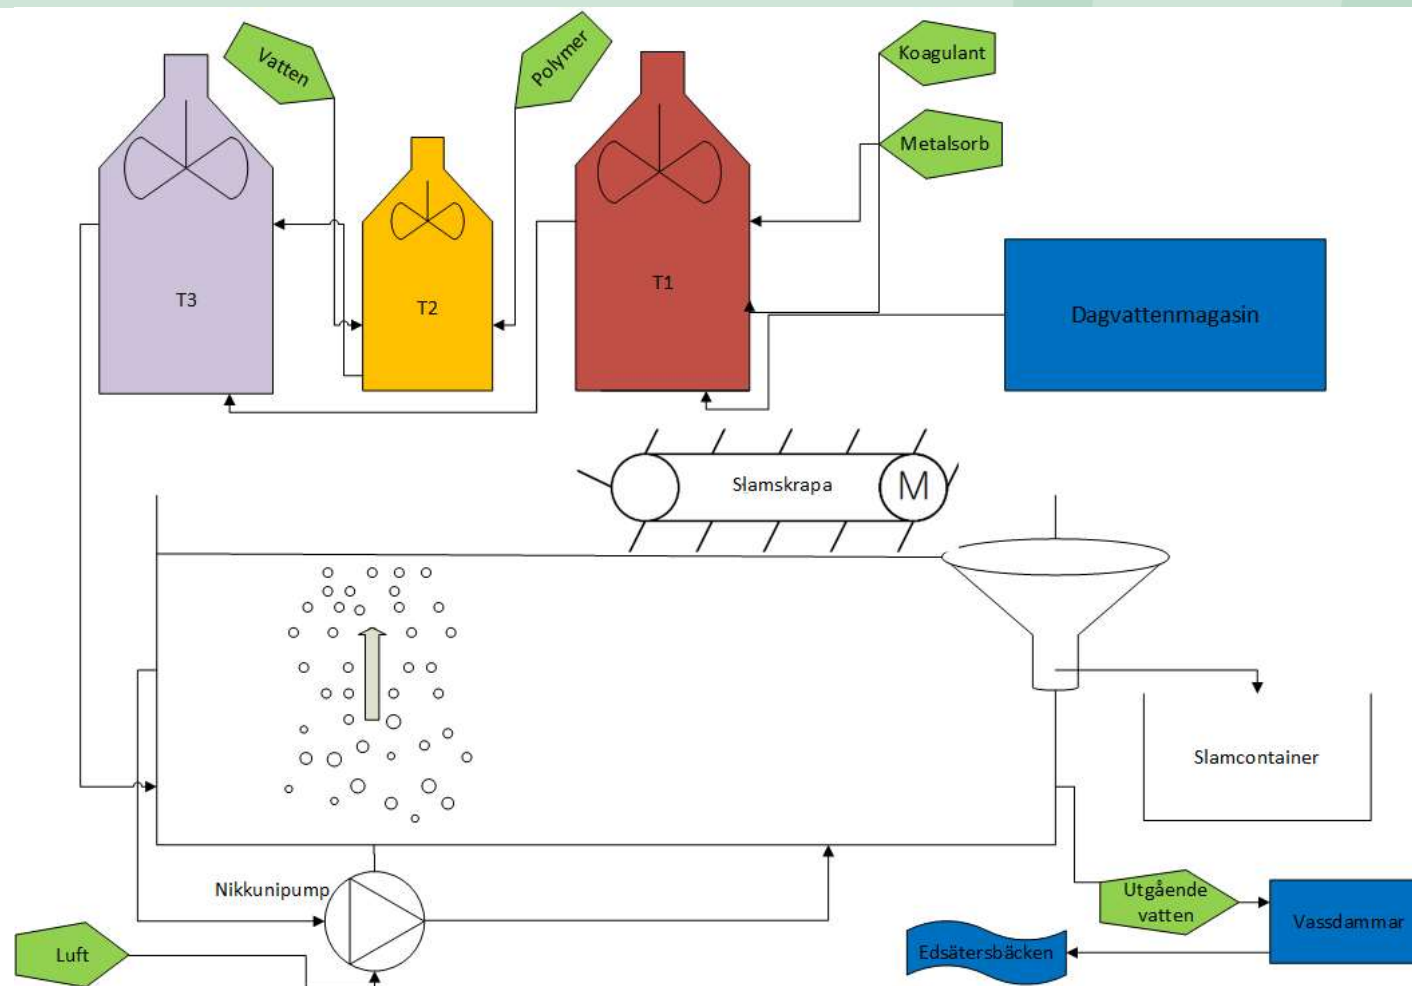 Vatten
Polymer
Koagulant
Metalsorb
T3
T2
T1
Dagvattenmagasin
Slamskrapa
M
Slamcontainer
Nikkunipump
Utgående
vatten
Vassdammar
Luft
Edsätersbäcken